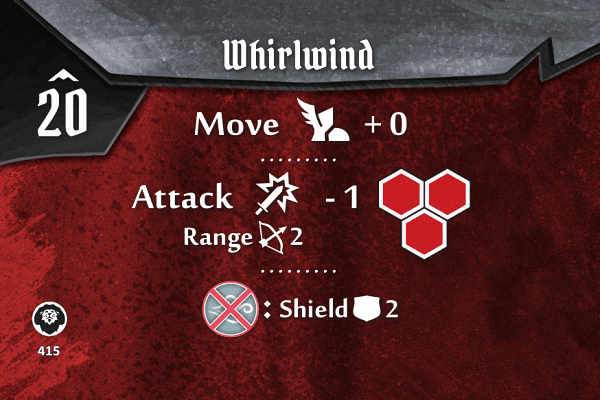 Whirlwind
20
Move + 0
Attack - 1
Range 2
: Shield 2
415